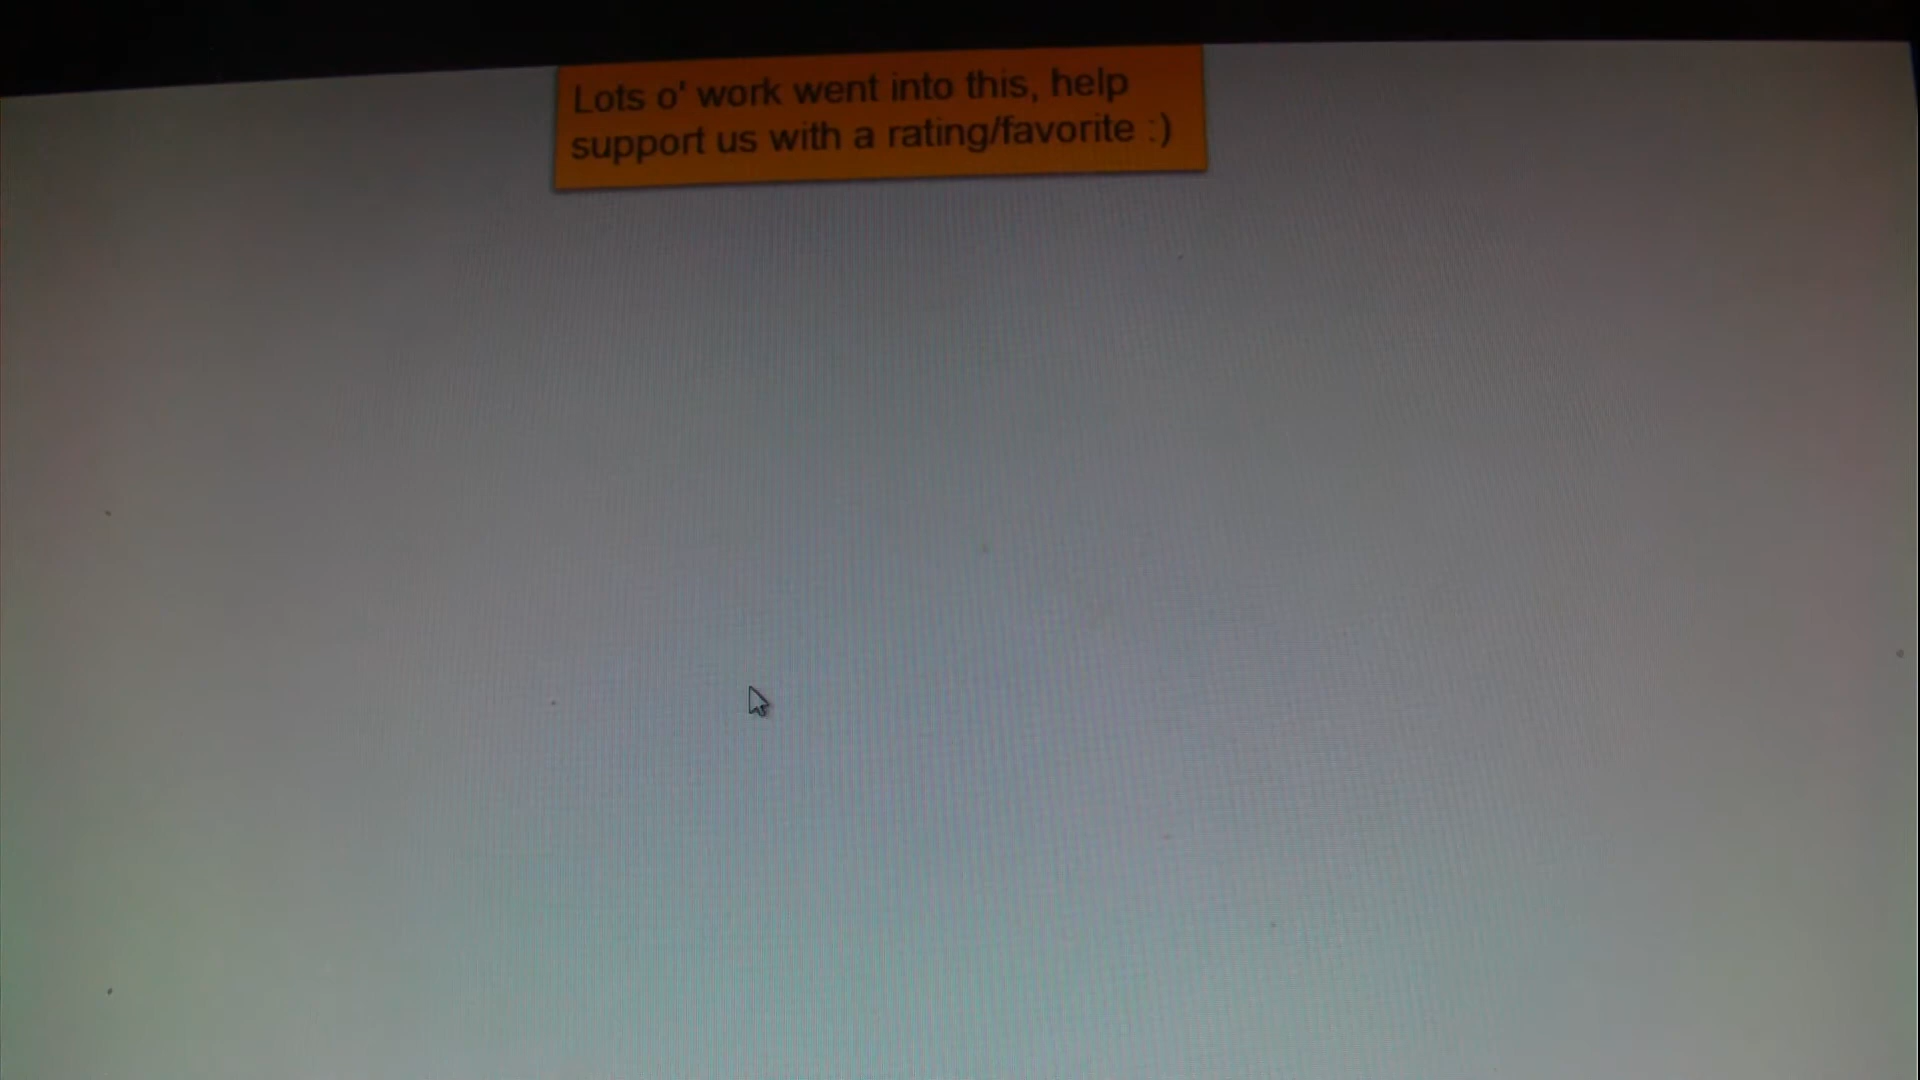 Lots o' work went into this, help
support us with a rating/favorite :)